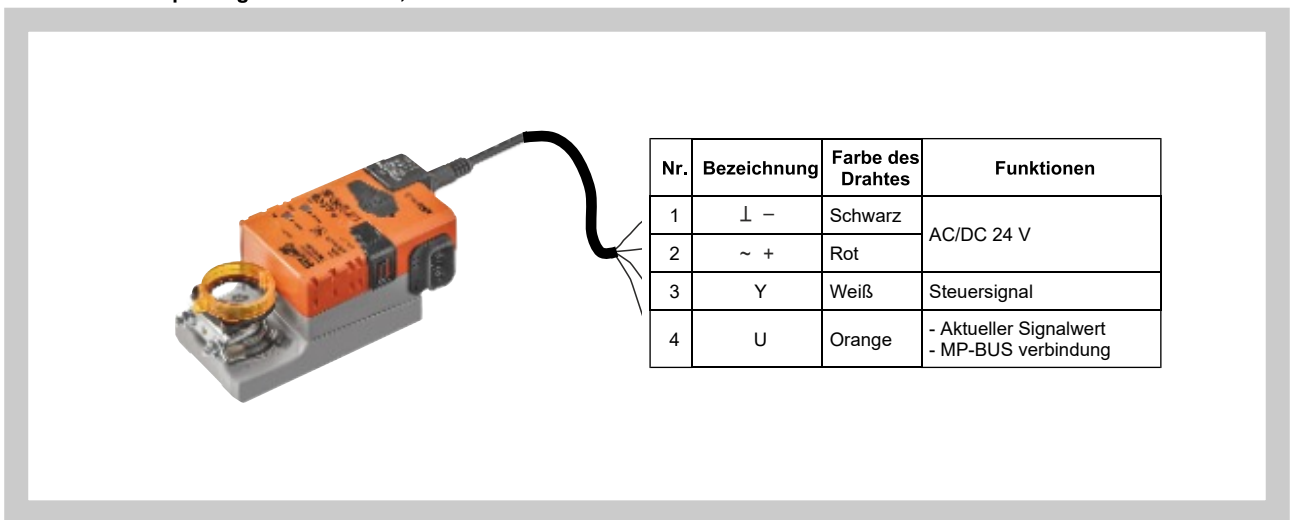 Nr. Bezeichnung Farbe des Drahtes Funktionen
1 ⊥ − Schwarz AC/DC 24 V
2 ~ + Rot
3 Y Weiß Steuersignal
4 U Orange - Aktueller Signalwert
- MP-BUS verbindung